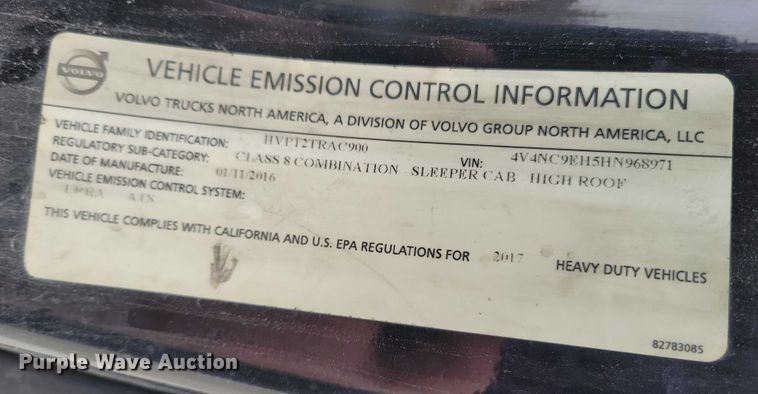 VOLVO
VEHICLE EMISSION CONTROL INFORMATION
VOLVO TRUCKS NORTH AMERICA, A DIVISION OF VOLVO GROUP NORTH AMERICA, LLC
VEHICLE FAMILY IDENTIFICATION: HVPT2TRAC900 VIN: 4V4NC9EH5HN968971
REGULATORY SUB-CATEGORY: CLASS 8 COMBINATION - SLEEPER CAB - HIGH ROOF
DATE OF MANUFACTURE: 01/11/2016
VEHICLE EMISSION CONTROL SYSTEM:
ATS
THIS VEHICLE COMPLIES WITH CALIFORNIA AND U.S. EPA REGULATIONS FOR 2017 HEAVY DUTY VEHICLES
82783085
Purple Wave Auction